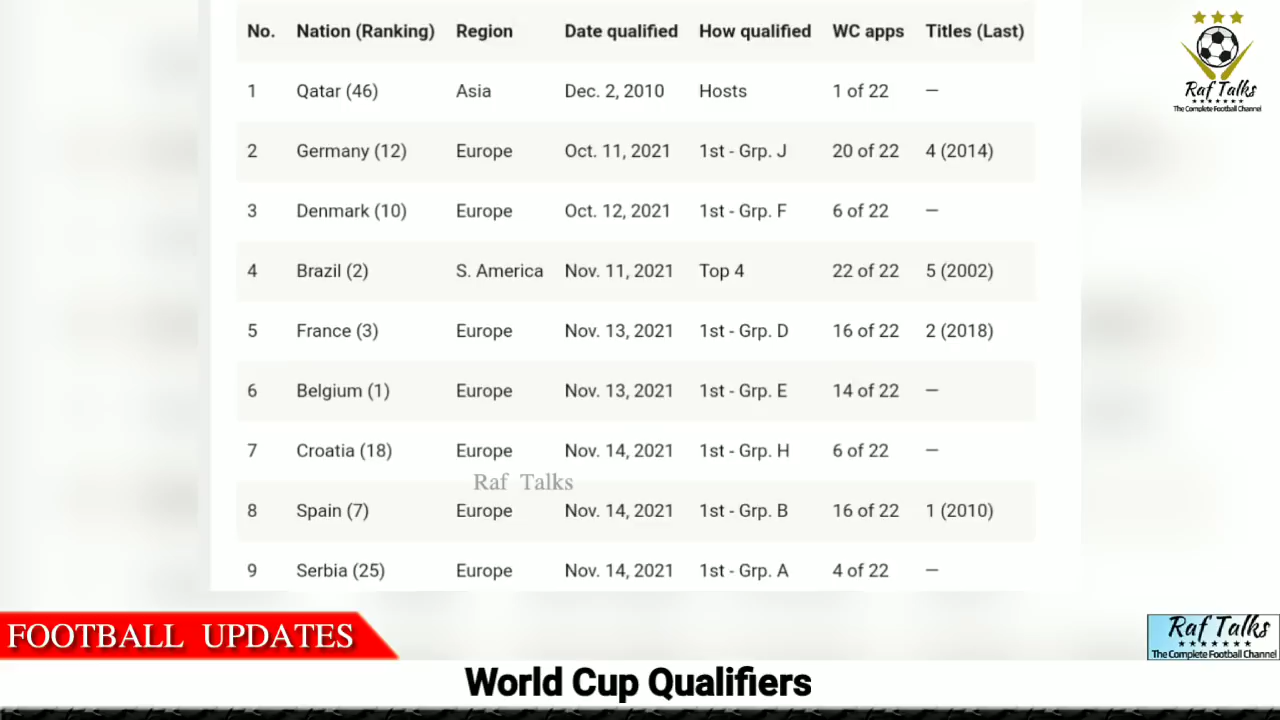 No. Nation (Ranking) Region Date qualified How qualified WC apps Titles (Last)
1 Qatar (46) Asia Dec. 2, 2010 Hosts 1 of 22 —
2 Germany (12) Europe Oct. 11, 2021 1st - Grp. J 20 of 22 4 (2014)
3 Denmark (10) Europe Oct. 12, 2021 1st - Grp. F 6 of 22 —
4 Brazil (2) S. America Nov. 11, 2021 Top 4 22 of 22 5 (2002)
5 France (3) Europe Nov. 13, 2021 1st - Grp. D 16 of 22 2 (2018)
6 Belgium (1) Europe Nov. 13, 2021 1st - Grp. E 14 of 22 —
7 Croatia (18) Europe Nov. 14, 2021 1st - Grp. H 6 of 22 —
Raf Talks
8 Spain (7) Europe Nov. 14, 2021 1st - Grp. B 16 of 22 1 (2010)
9 Serbia (25) Europe Nov. 14, 2021 1st - Grp. A 4 of 22 —
Raf Talks
The Complete Football Channel
FOOTBALL UPDATES
Raf Talks
The Complete Football Channel
World Cup Qualifiers